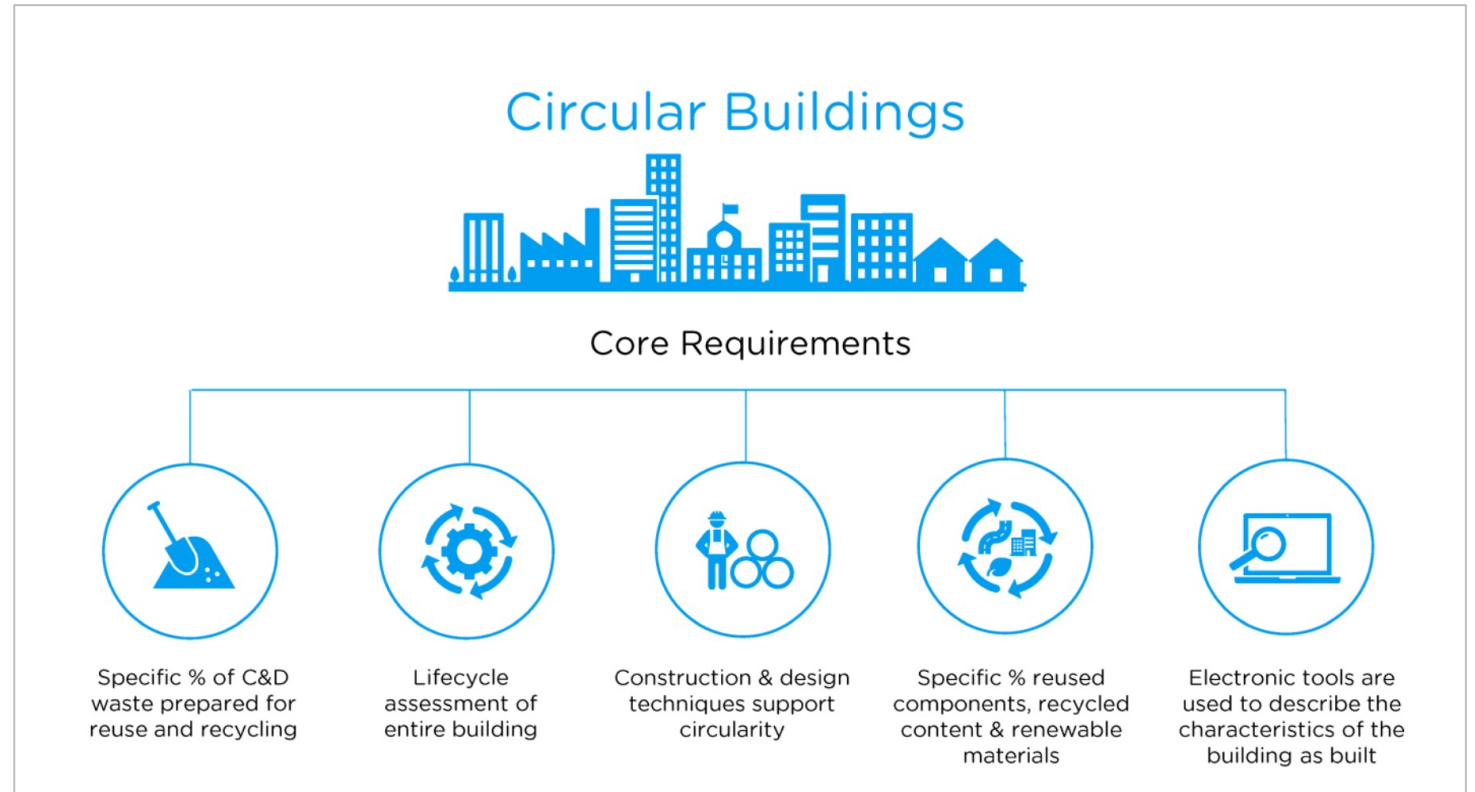 Circular Buildings
Core Requirements
Specific % of C&D
waste prepared for
reuse and recycling
Lifecycle
assessment of
entire building
Construction & design
techniques support
circularity
Specific % reused
components, recycled
content & renewable
materials
Electronic tools are
used to describe the
characteristics of the
building as built